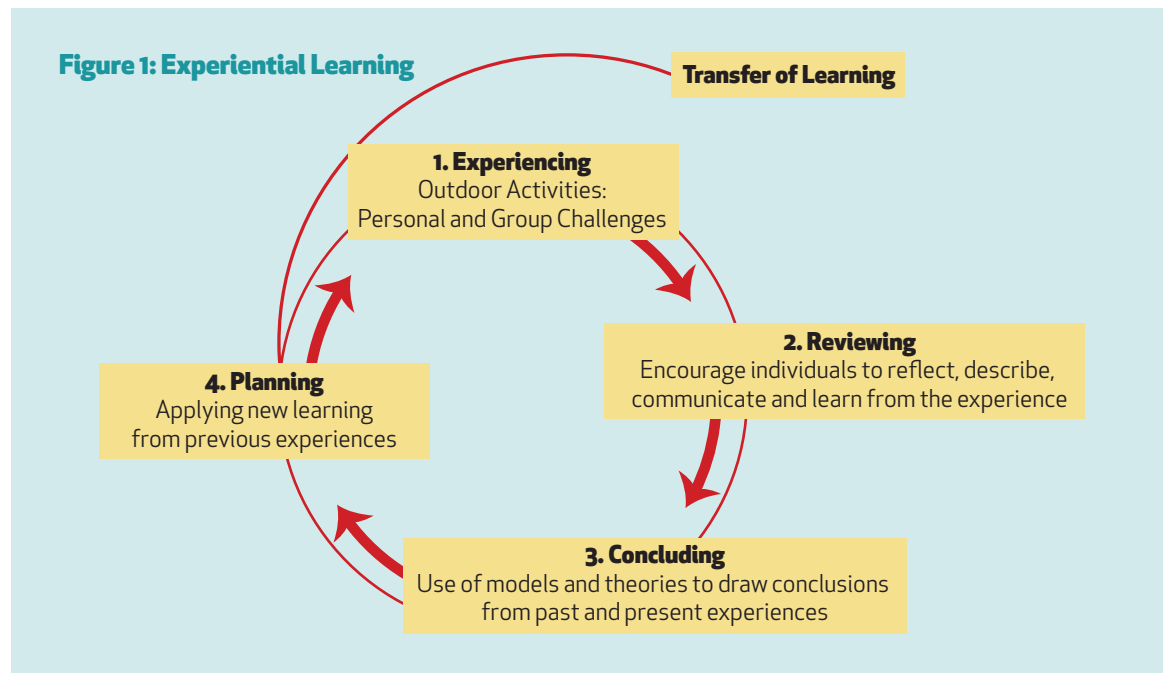 Figure 1: Experiential Learning
Transfer of Learning
1. Experiencing
Outdoor Activities:
Personal and Group Challenges
2. Reviewing
Encourage individuals to reflect, describe,
communicate and learn from the experience
3. Concluding
Use of models and theories to draw conclusions
from past and present experiences
4. Planning
Applying new learning
from previous experiences